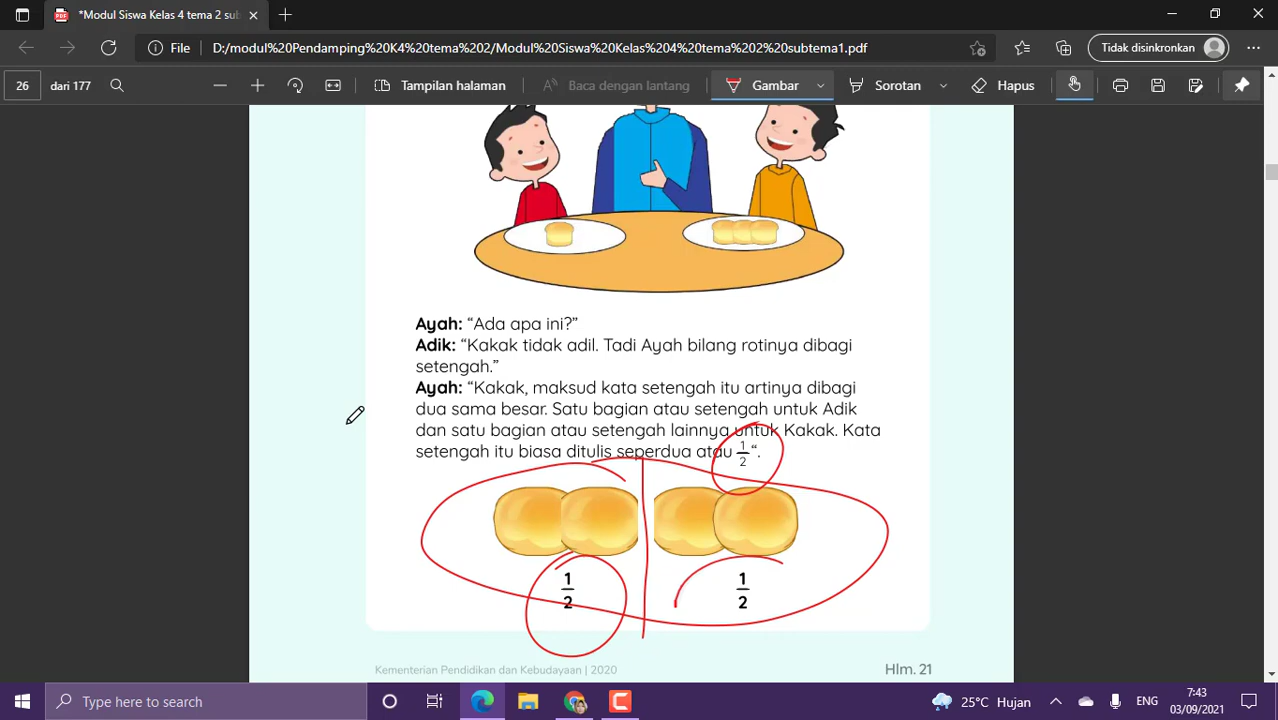 *Modul Siswa Kelas 4 tema 2 sub
File
D:/modul%20Pendamping%20K4%20tema%202/Modul%20Siswa%20Kelas%204%20tema%202%20subtema1.pdf
Tidak disinkronkan
26 dari 177
Tampilan halaman
Baca dengan lantang
Gambar
Sorotan
Hapus
Ayah: “Ada apa ini?”
Adik: “Kakak tidak adil. Tadi Ayah bilang rotinya dibagi
setengah.”
Ayah: “Kakak, maksud kata setengah itu artinya dibagi
dua sama besar. Satu bagian atau setengah untuk Adik
dan satu bagian atau setengah lainnya untuk Kakak. Kata
setengah itu biasa ditulis seperdua atau 1/2“.
1/2 1/2
Kementerian Pendidikan dan Kebudayaan | 2020
Hlm. 21
Type here to search
25°C Hujan
ENG
7:43
03/09/2021